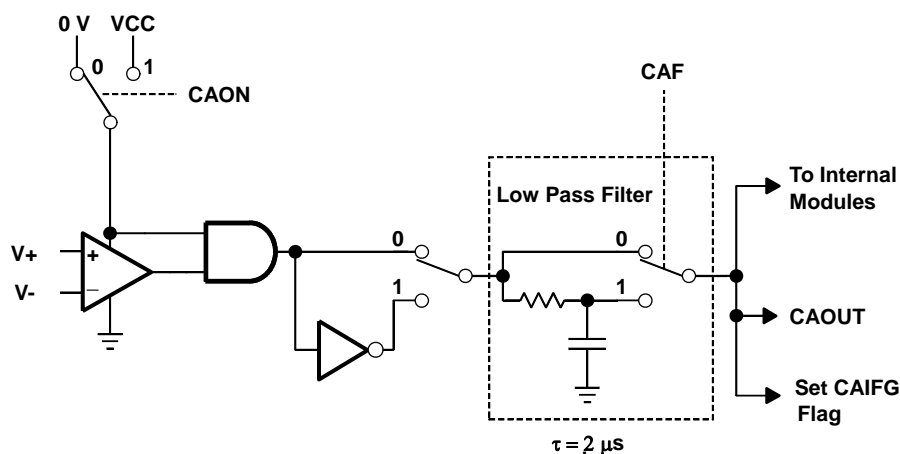 0 V VCC
0 1
CAON
CAF
Low Pass Filter
To Internal
Modules
V+
+
0
0
V-
_
1
1
CAOUT
Set CAIFG
Flag
τ = 2 μs